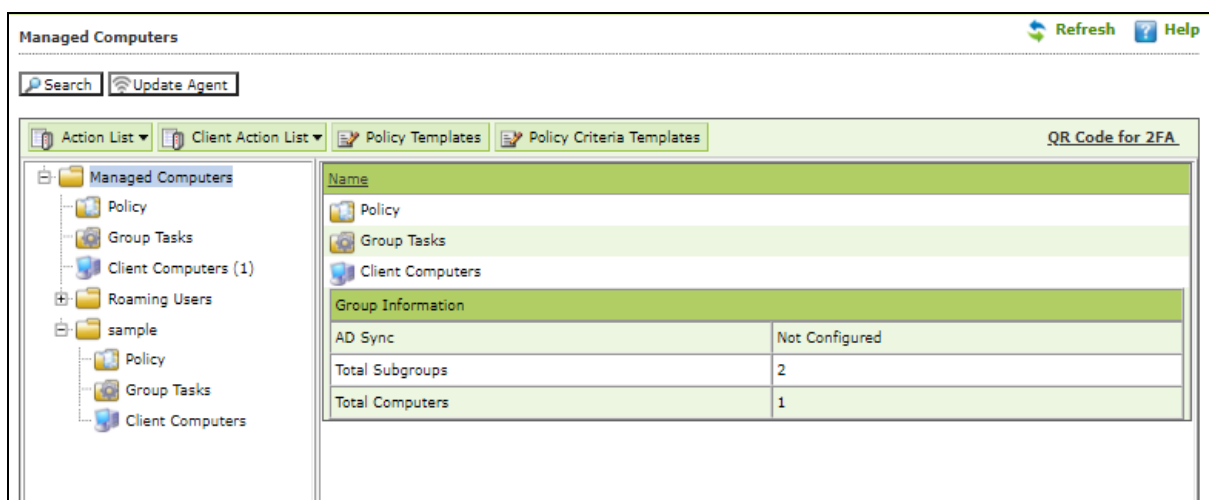 Managed Computers
Refresh Help
Search Update Agent
Action List Client Action List Policy Templates Policy Criteria Templates QR Code for 2FA
Managed Computers
Policy
Group Tasks
Client Computers (1)
Roaming Users
sample
Policy
Group Tasks
Client Computers
Name
Policy
Group Tasks
Client Computers
Group Information
AD Sync Not Configured
Total Subgroups 2
Total Computers 1